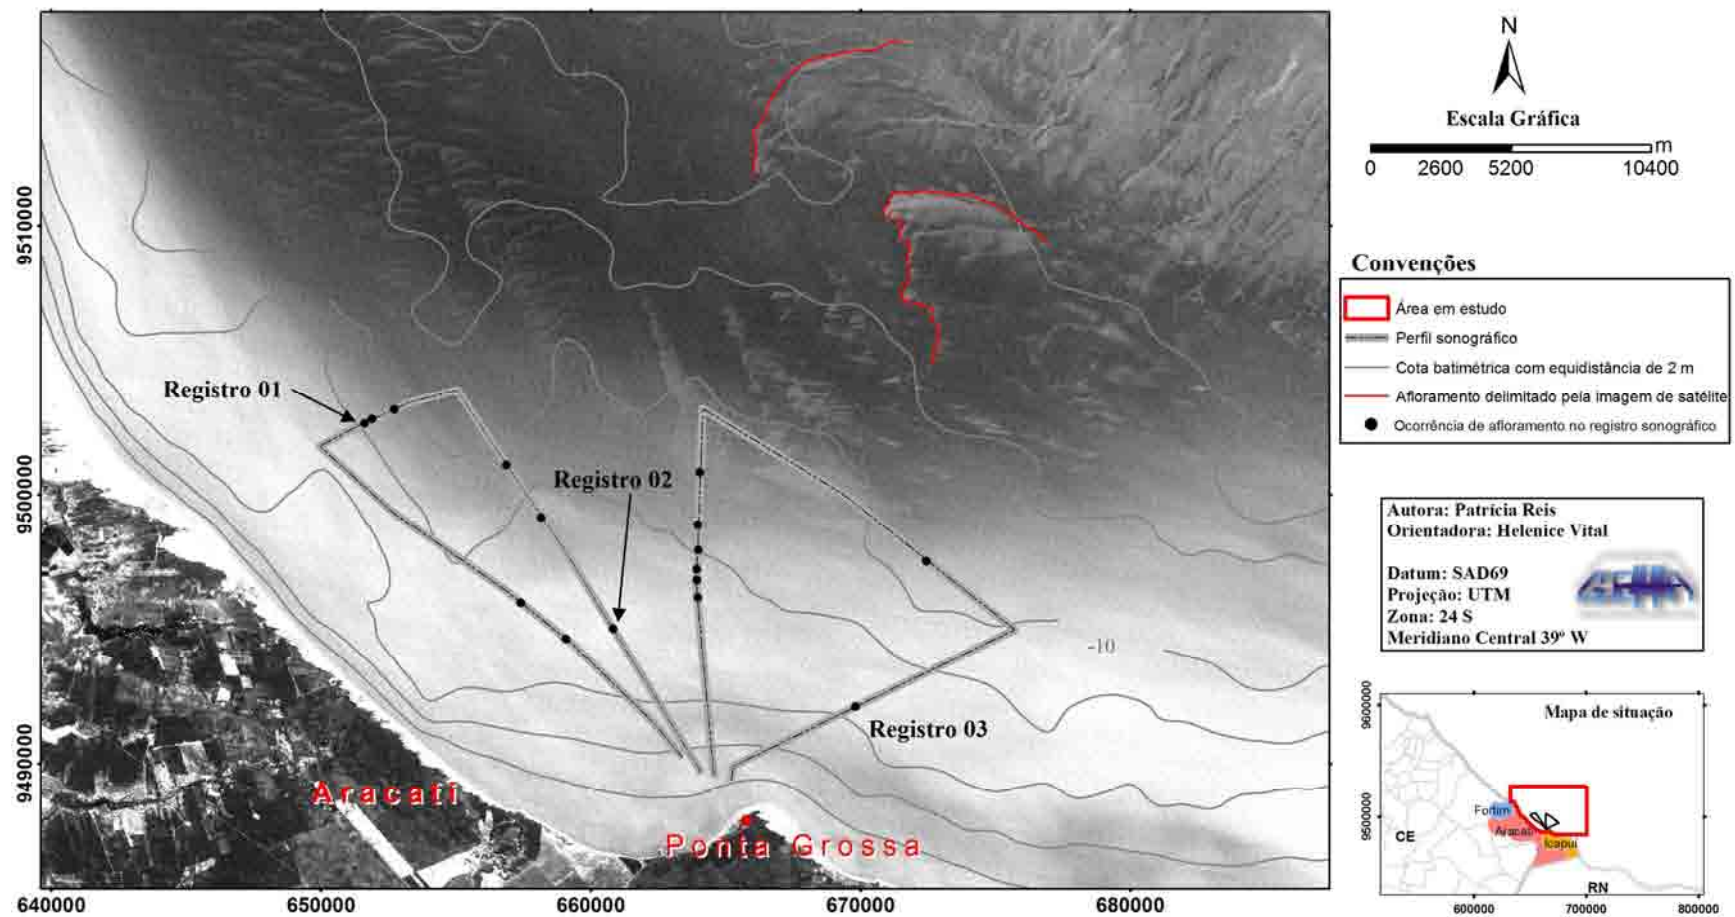 9510000
9500000
9490000
640000
650000
660000
670000
680000
Registro 01
Registro 02
Registro 03
-10
Aracati
Ponta Grossa
N
Escala Gráfica
m
0 2600 5200 10400
Convenções
Área em estudo
Perfil sonográfico
Cota batimétrica com equidistância de 2 m
Afloramento delimitado pela imagem de satélite
Ocorrência de afloramento no registro sonográfico
Autora: Patrícia Reis
Orientadora: Helenice Vital
Datum: SAD69
Projeção: UTM
Zona: 24 S
Meridiano Central 39º W
Mapa de situação
9600000
9500000
Fortim
Aracati
Icapuí
CE
RN
600000
700000
800000